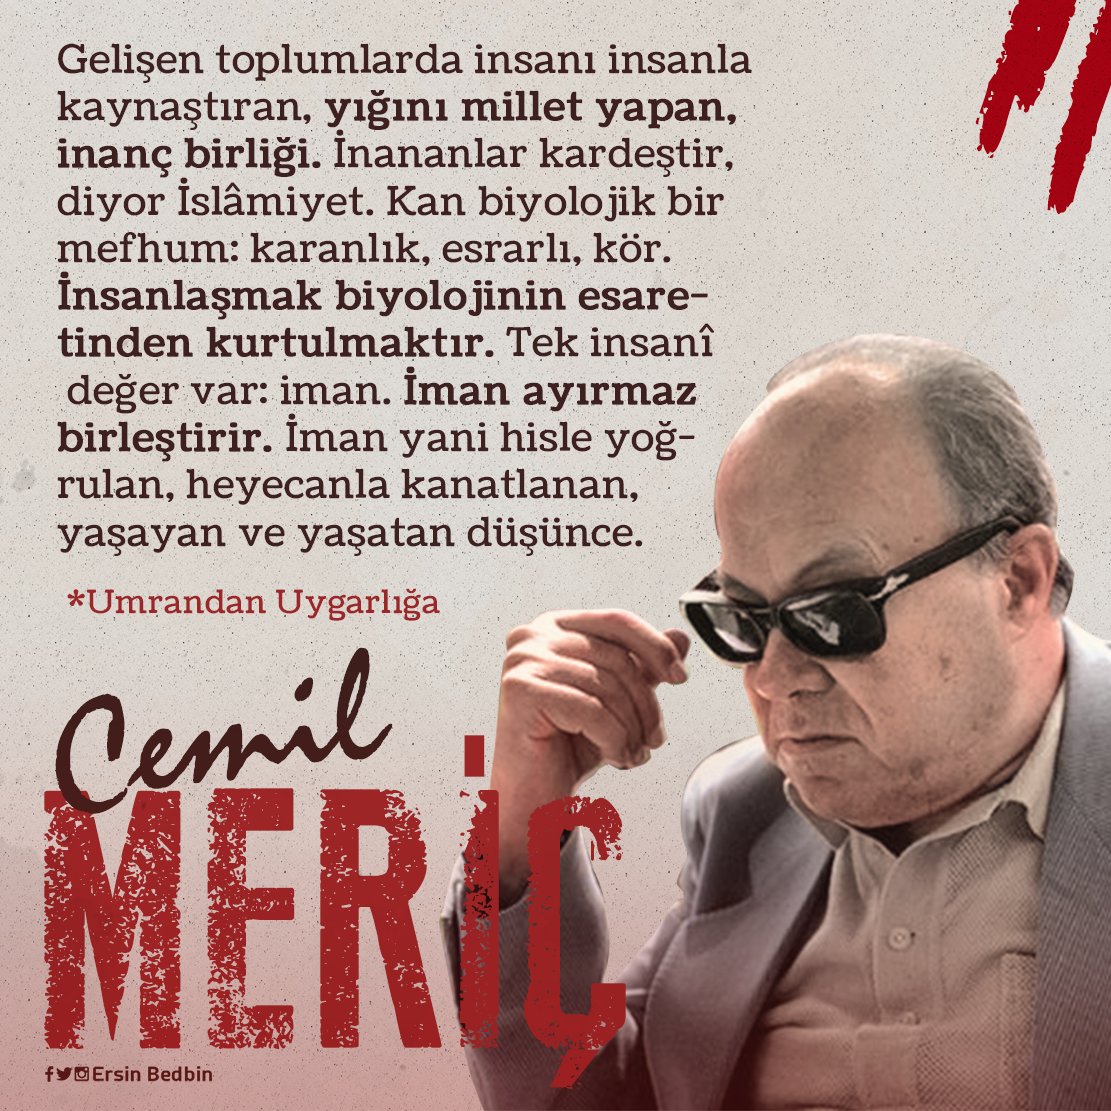 Gelişen toplumlarda insanı insanla
kaynaştıran, yığını millet yapan,
inanç birliği. İnananlar kardeştir,
diyor İslâmiyet. Kan biyolojik bir
mefhum: karanlık, esrarlı, kör.
İnsanlaşmak biyolojinin esare-
tinden kurtulmaktır. Tek insanî
değer var: iman. İman ayırmaz
birleştirir. İman yani hisle yoğ-
rulan, heyecanla kanatlanan,
yaşayan ve yaşatan düşünce.
*Umrandan Uygarlığa
Cemil
MERİÇ
Ersin Bedbin